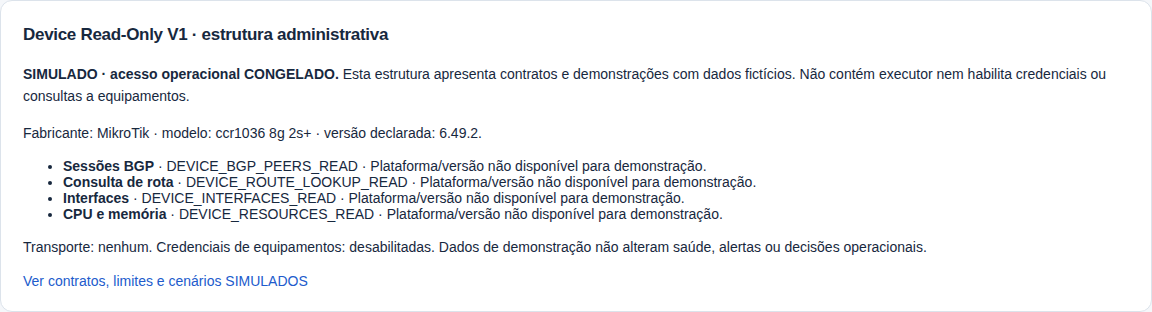 Device Read-Only V1 · estrutura administrativa
SIMULADO · acesso operacional CONGELADO. Esta estrutura apresenta contratos e demonstrações com dados fictícios. Não contém executor nem habilita credenciais ou
consultas a equipamentos.
Fabricante: MikroTik · modelo: ccr1036 8g 2s+ · versão declarada: 6.49.2.
• Sessões BGP · DEVICE_BGP_PEERS_READ · Plataforma/versão não disponível para demonstração.
• Consulta de rota · DEVICE_ROUTE_LOOKUP_READ · Plataforma/versão não disponível para demonstração.
• Interfaces · DEVICE_INTERFACES_READ · Plataforma/versão não disponível para demonstração.
• CPU e memória · DEVICE_RESOURCES_READ · Plataforma/versão não disponível para demonstração.
Transporte: nenhum. Credenciais de equipamentos: desabilitadas. Dados de demonstração não alteram saúde, alertas ou decisões operacionais.
Ver contratos, limites e cenários SIMULADOS